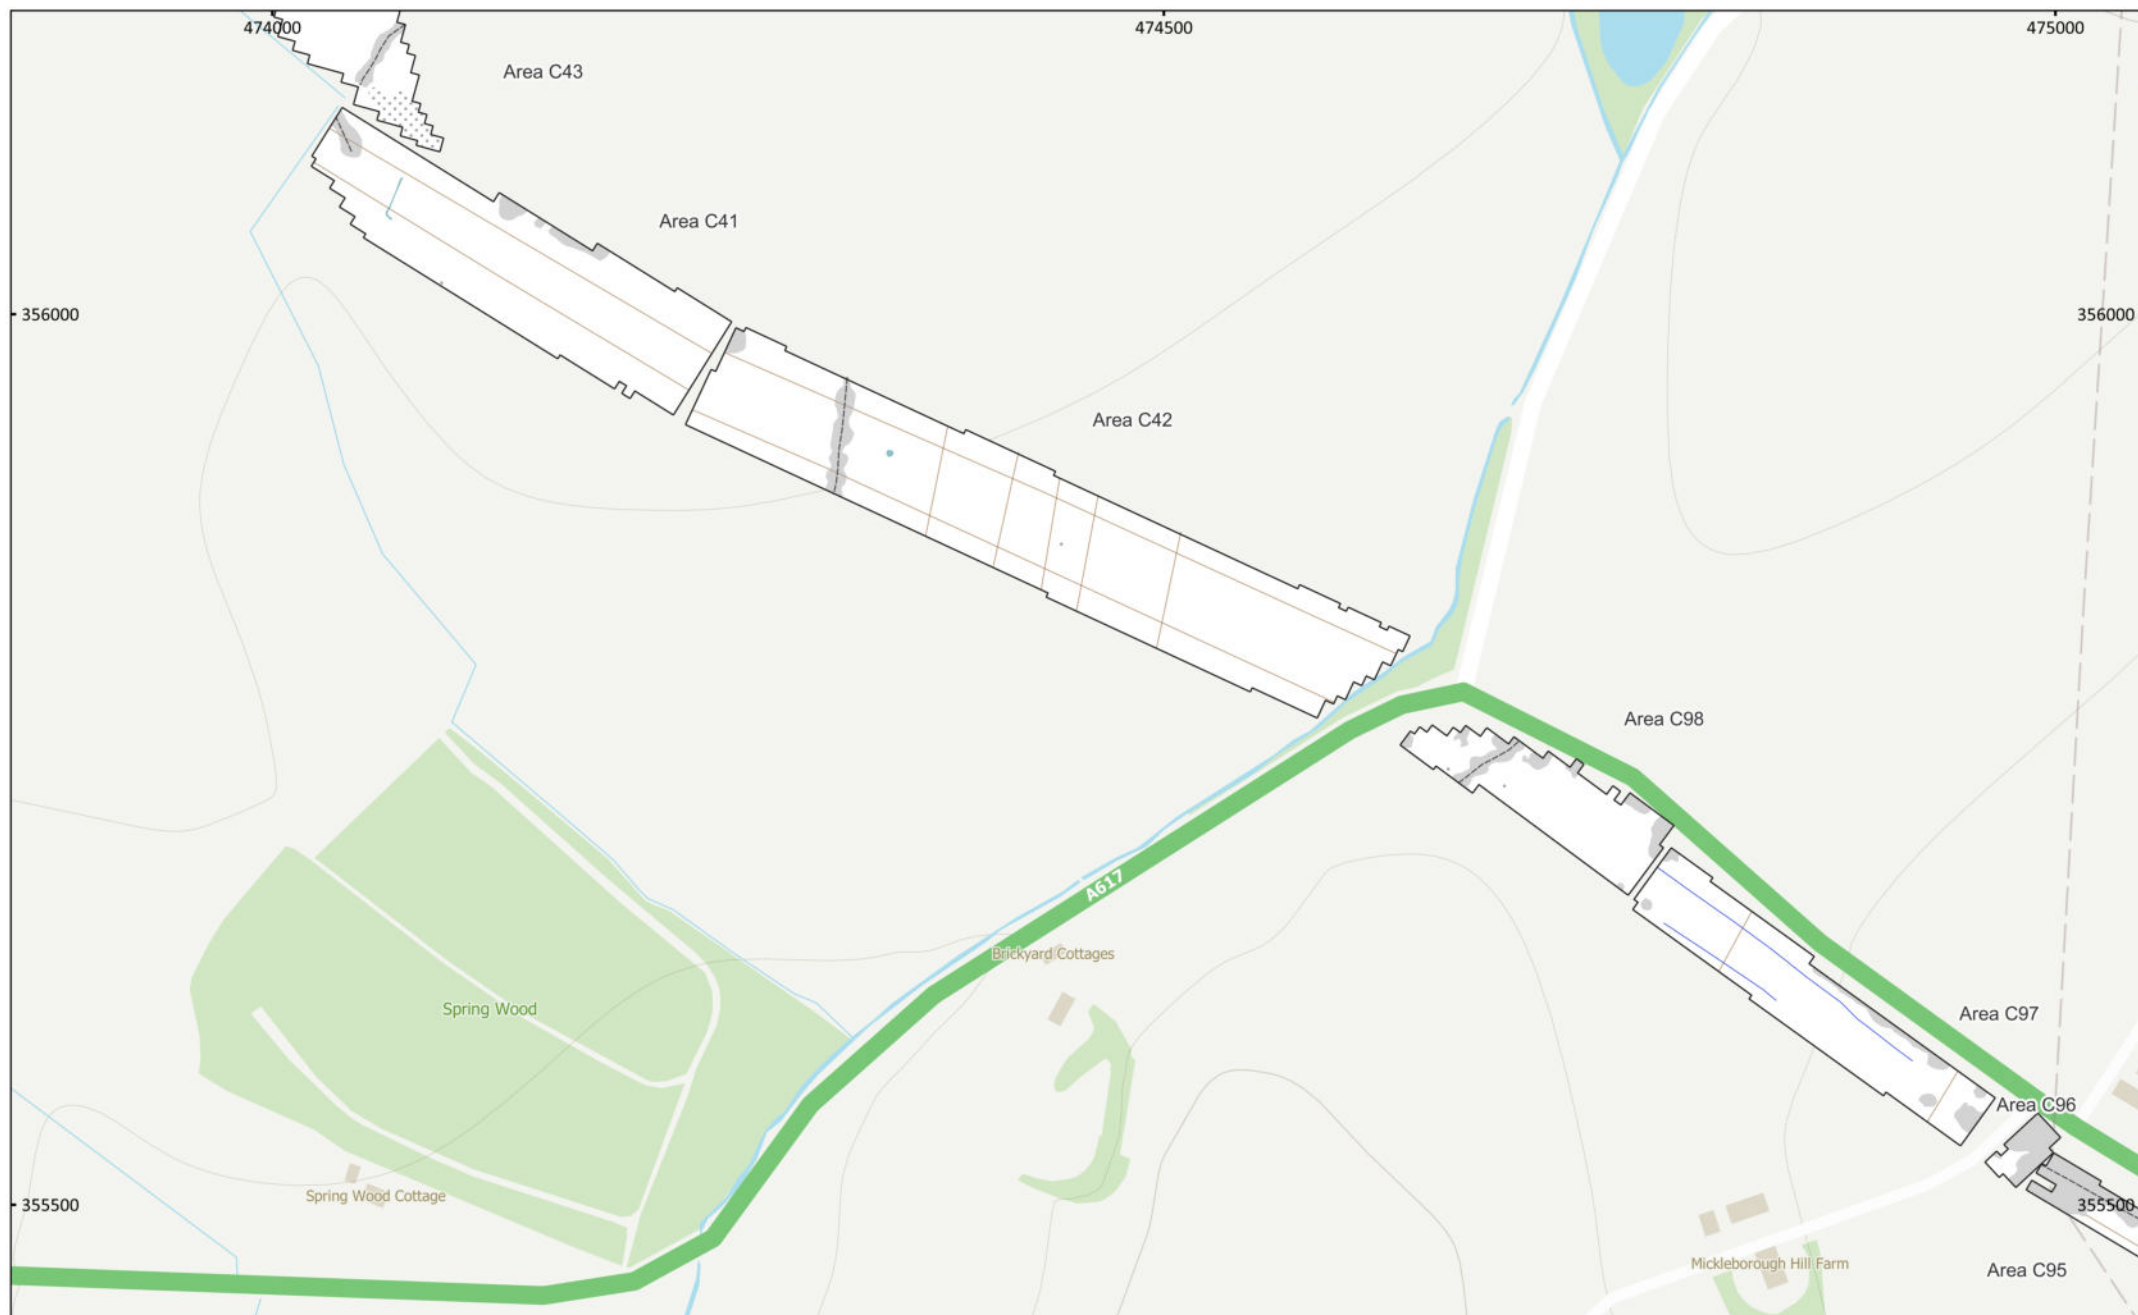 474000
474500
475000
Area C43
Area C41
356000
356000
Area C42
Area C98
A617
Brickyard Cottages
Spring Wood
Area C97
Area C96
Spring Wood Cottage
355500
355500
Mickleborough Hill Farm
Area C95